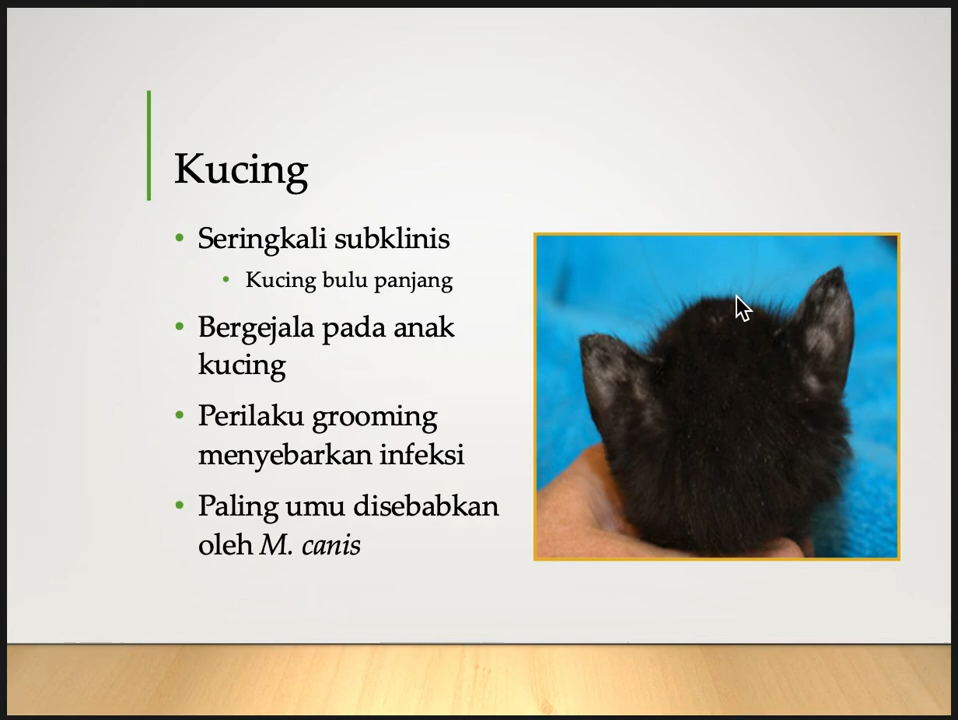 Kucing
• Seringkali subklinis
• Kucing bulu panjang
• Bergejala pada anak
kucing
• Perilaku grooming
menyebarkan infeksi
• Paling umu disebabkan
oleh M. canis